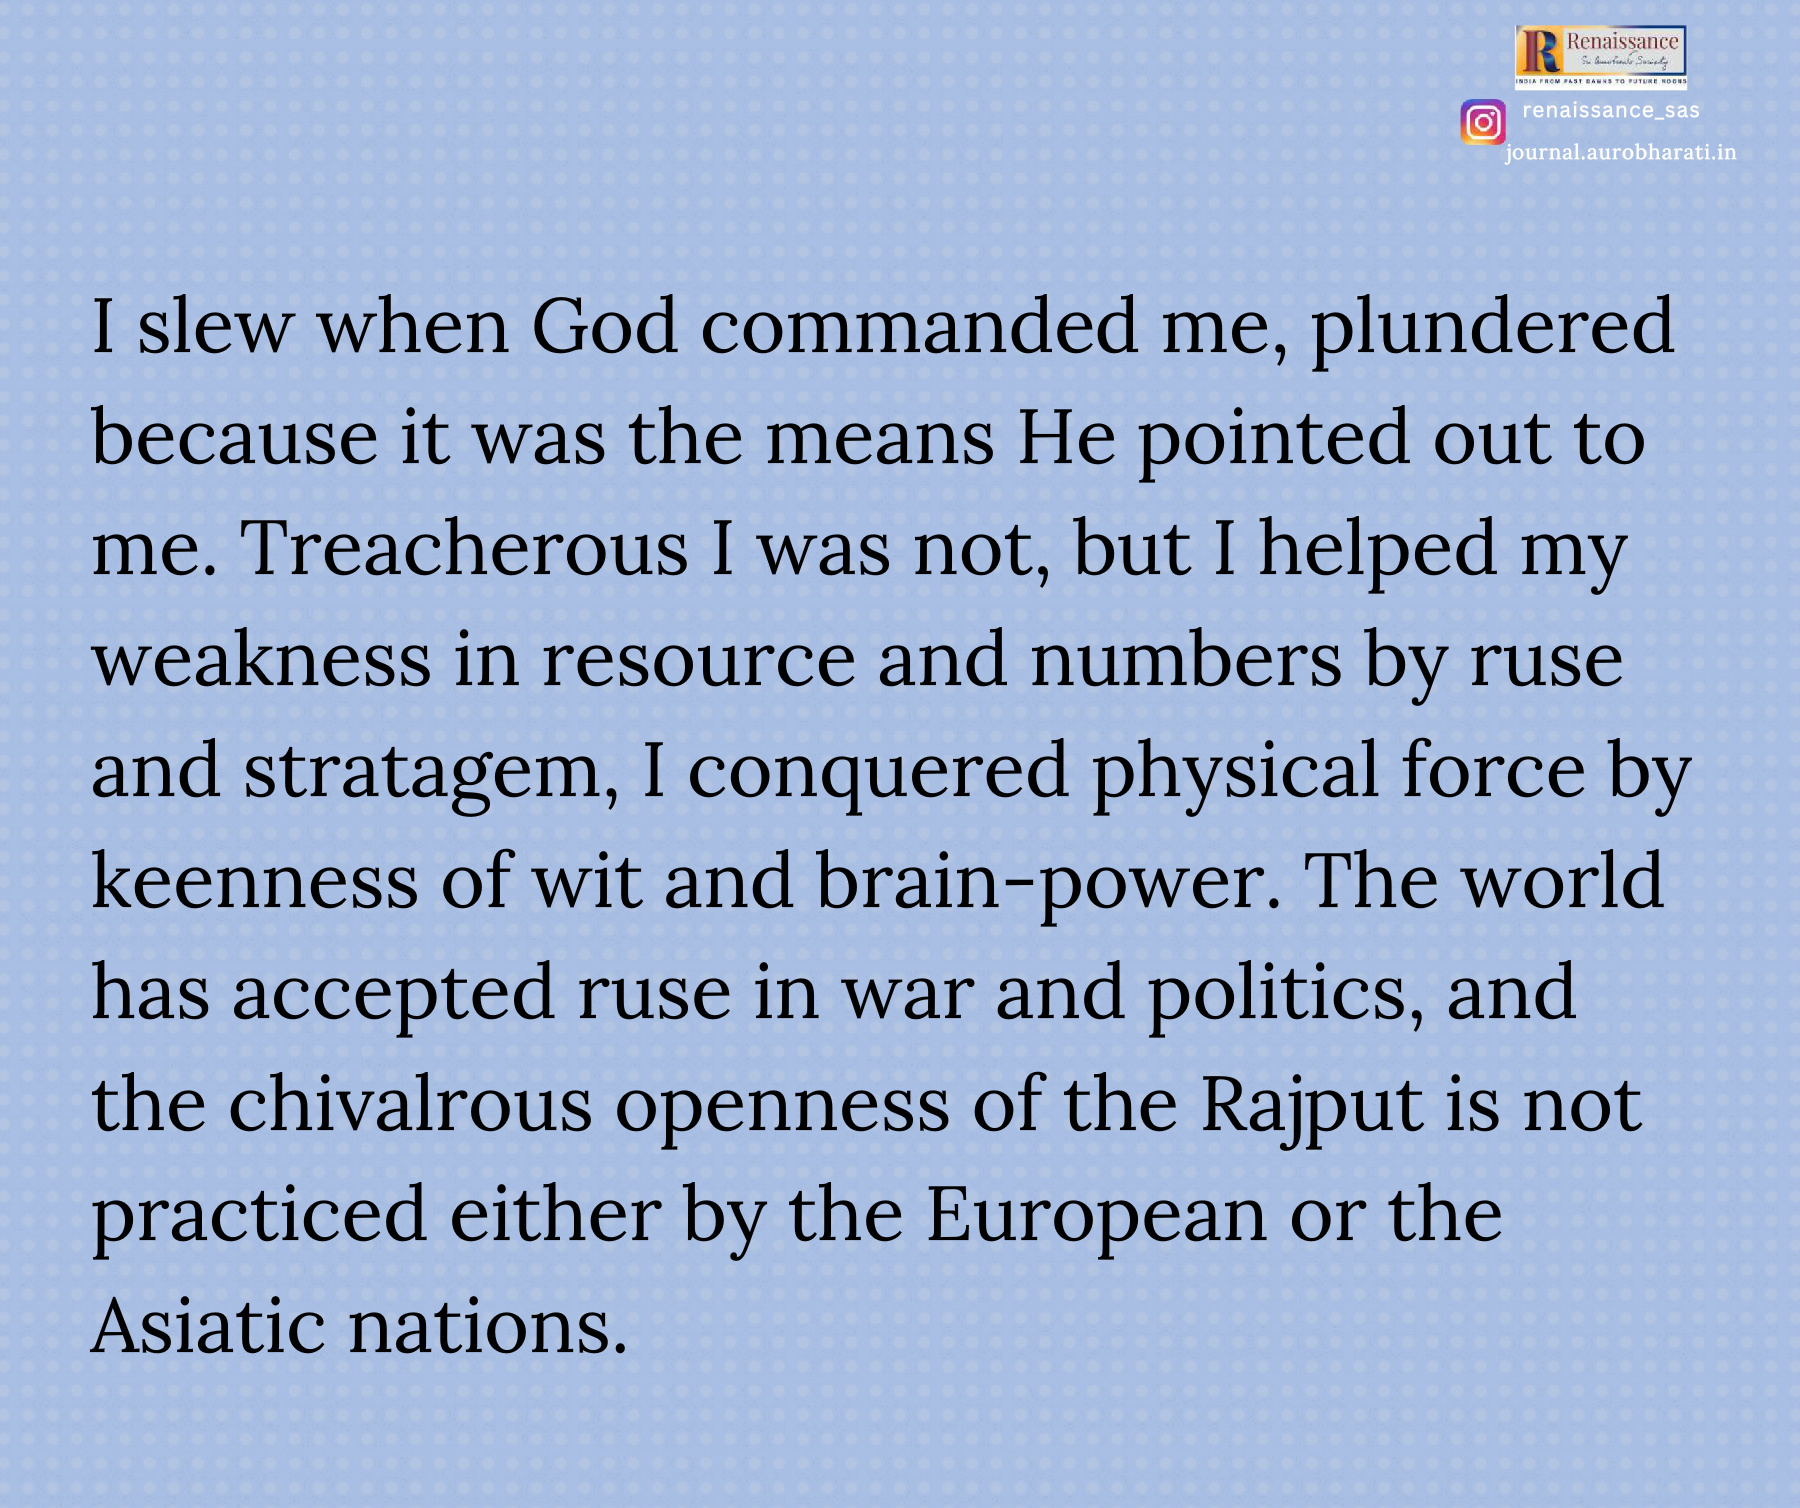 Renaissance
Sri Aurobindo Society
INDIA FROM PAST DAWNS TO FUTURE NOONS
renaissance_sas
journal.aurobharati.in
I slew when God commanded me, plundered
because it was the means He pointed out to
me. Treacherous I was not, but I helped my
weakness in resource and numbers by ruse
and stratagem, I conquered physical force by
keenness of wit and brain-power. The world
has accepted ruse in war and politics, and
the chivalrous openness of the Rajput is not
practiced either by the European or the
Asiatic nations.